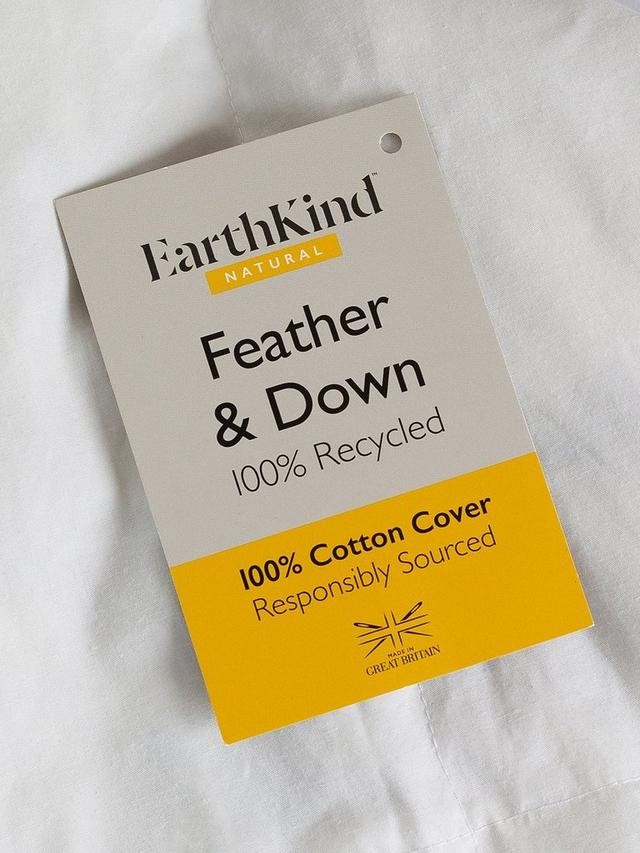 EarthKind™
NATURAL
Feather
& Down
100% Recycled
100% Cotton Cover
Responsibly Sourced
MADE IN
GREAT BRITAIN